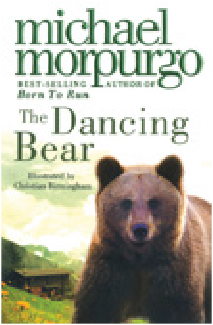 michael
morpurgo
BEST-SELLING AUTHOR OF
Born To Run
The Dancing
Bear
Illustrated by
Christian Birmingham